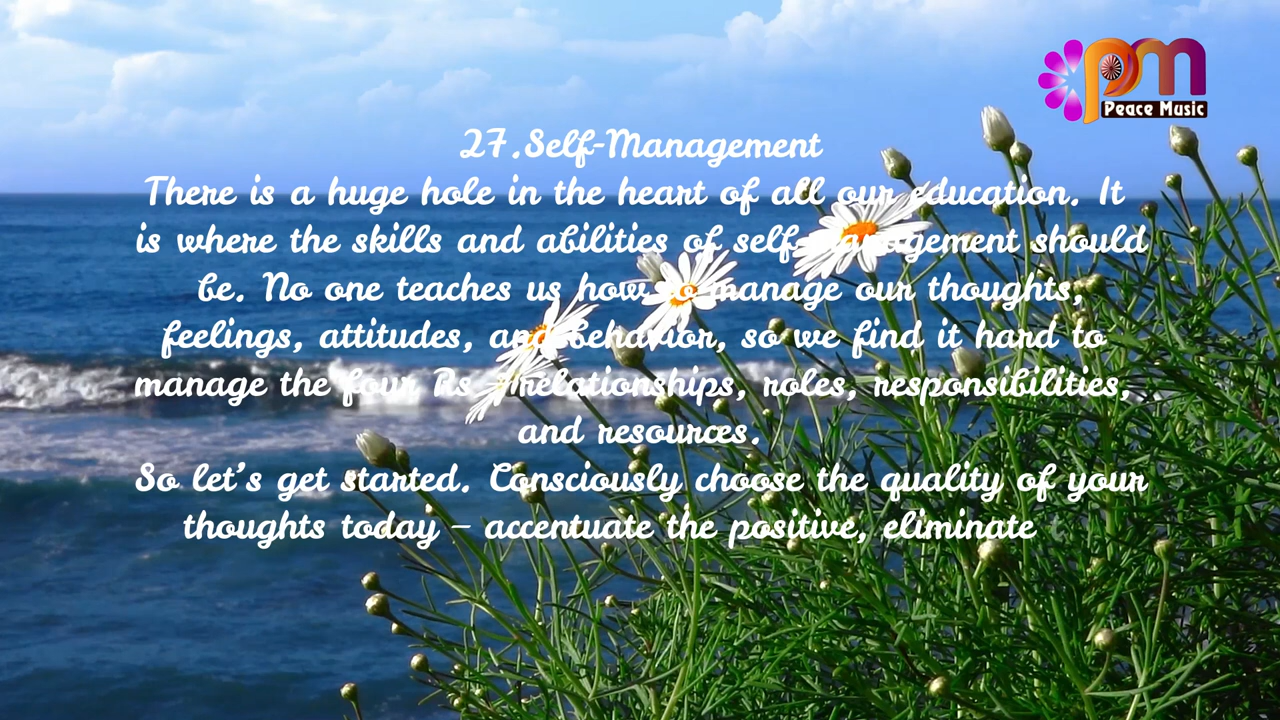 pm
Peace Music
27.Self-Management
There is a huge hole in the heart of all our education. It
is where the skills and abilities of self-management should
be. No one teaches us how to manage our thoughts,
feelings, attitudes, and behavior, so we find it hard to
manage the four Rs – relationships, roles, responsibilities,
and resources.
So let's get started. Consciously choose the quality of your
thoughts today – accentuate the positive, eliminate